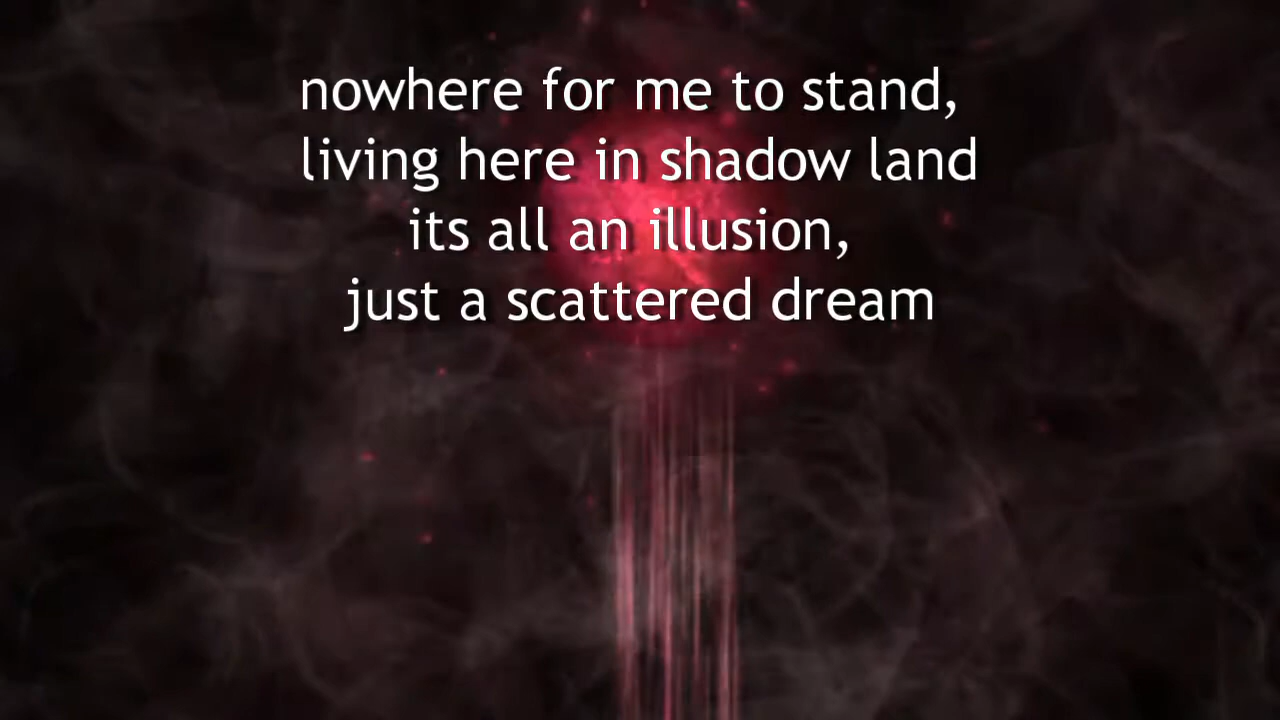 nowhere for me to stand,
living here in shadow land
its all an illusion,
just a scattered dream